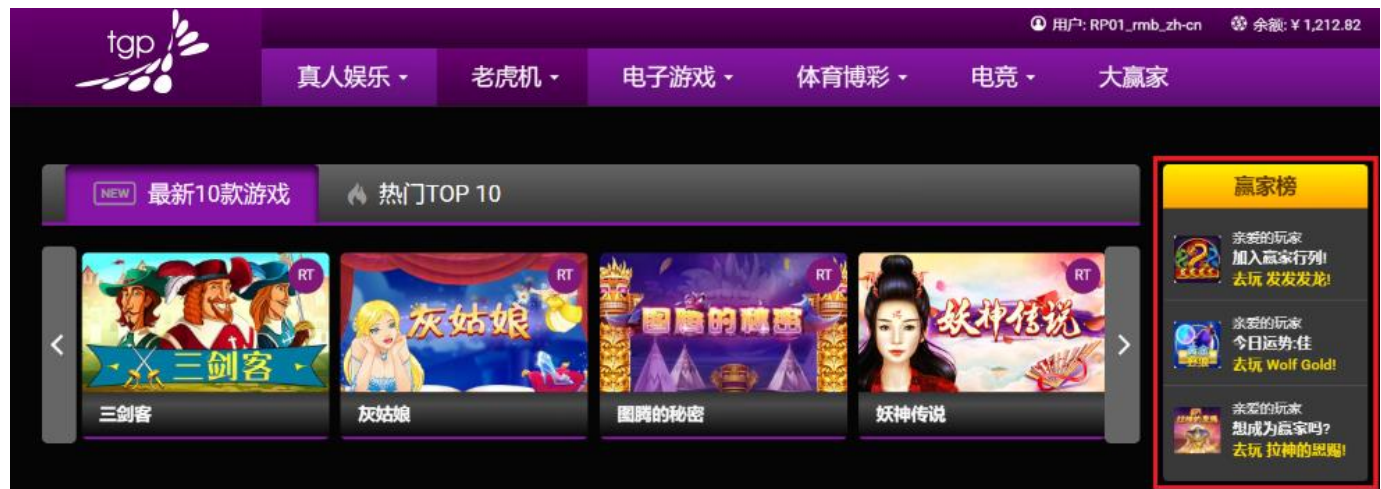 tgp
用户: RP01_rmb_zh-cn 余额: ¥ 1,212.82
真人娱乐 老虎机 电子游戏 体育博彩 电竞 大赢家
NEW 最新10款游戏 热门TOP 10
赢家榜
RT RT RT RT
三剑客 灰姑娘 图腾的秘密 妖神传说
三剑客 灰姑娘 图腾的秘密 妖神传说
亲爱的玩家
加入赢家行列!
去玩 发发发龙!
亲爱的玩家
今日运势:佳
去玩 Wolf Gold!
亲爱的玩家
想成为赢家吗?
去玩 拉神的恩赐!